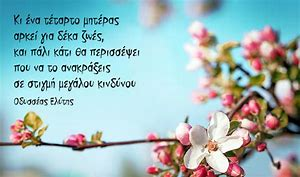 Κι ένα τέταρτο μητέρας
αρκεί για δέκα ζωές,
και πάλι κάτι θα περισσέψει
που να το ανακράξεις
σε στιγμή μεγάλου κινδύνου
Οδυσσέας Ελύτης